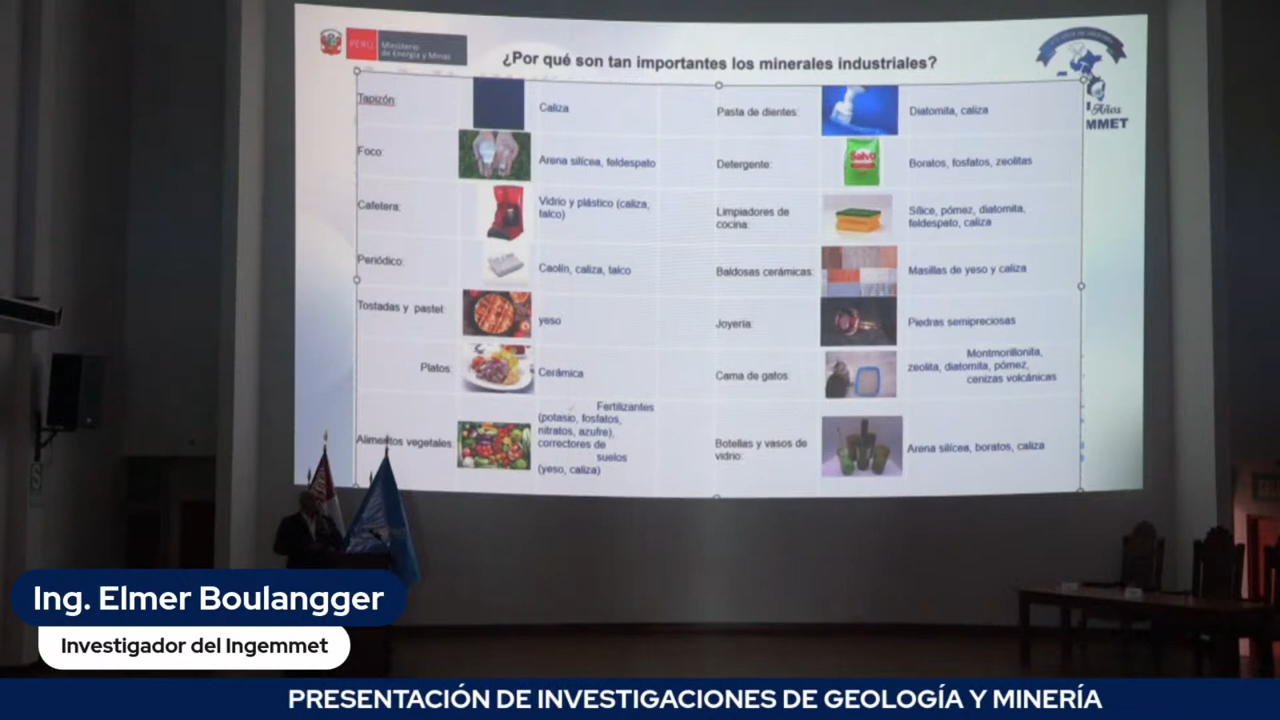 PERÚ
Ministerio
de Energía y Minas
¿Por qué son tan importantes los minerales industriales?
Años
MMET
Tapizón:
Caliza
Pasta de dientes:
Diatomita, caliza
Foco:
Arena silícea, feldespato
Detergente:
Salvo
Boratos, fosfatos, zeolitas
Cafetera:
Vidrio y plástico (caliza,
talco)
Limpiadores de
cocina:
Sílice, pómez, diatomita,
feldespato, caliza
Periódico:
Caolín, caliza, talco
Baldosas cerámicas:
Masillas de yeso y caliza
Tostadas y pastel:
yeso
Joyería:
Piedras semipreciosas
Platos:
Cerámica
Cama de gatos:
Montmorillonita,
zeolita, diatomita, pómez,
cenizas volcánicas
Alimentos vegetales:
Fertilizantes
(potasio, fosfatos,
nitratos, azufre),
correctores de
suelos
(yeso, caliza)
Botellas y vasos de
vidrio:
Arena silícea, boratos, caliza
Ing. Elmer Boulangger
Investigador del Ingemmet
PRESENTACIÓN DE INVESTIGACIONES DE GEOLOGÍA Y MINERÍA